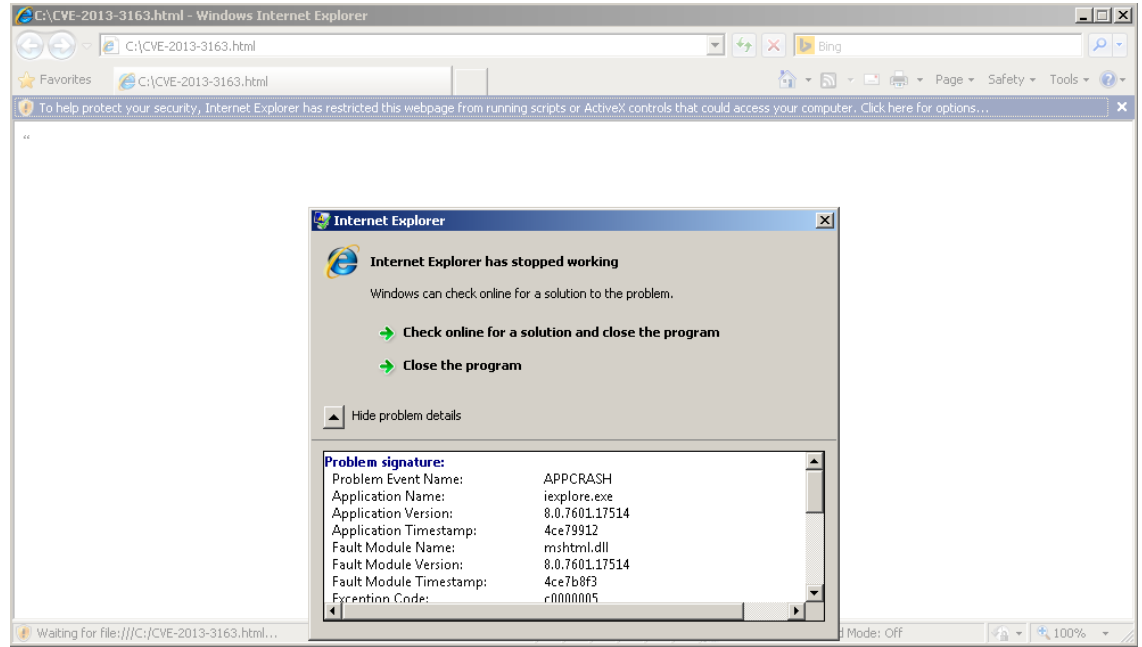 C:\CVE-2013-3163.html - Windows Internet Explorer
C:\CVE-2013-3163.html
Bing
Favorites
C:\CVE-2013-3163.html
Page
Safety
Tools
To help protect your security, Internet Explorer has restricted this webpage from running scripts or ActiveX controls that could access your computer. Click here for options...
“
Internet Explorer
Internet Explorer has stopped working
Windows can check online for a solution to the problem.
Check online for a solution and close the program
Close the program
Hide problem details
Problem signature:
Problem Event Name: APPCRASH
Application Name: iexplore.exe
Application Version: 8.0.7601.17514
Application Timestamp: 4ce79912
Fault Module Name: mshtml.dll
Fault Module Version: 8.0.7601.17514
Fault Module Timestamp: 4ce7b8f3
Exception Code: c0000005
Waiting for file:///C:/CVE-2013-3163.html...
d Mode: Off
100%